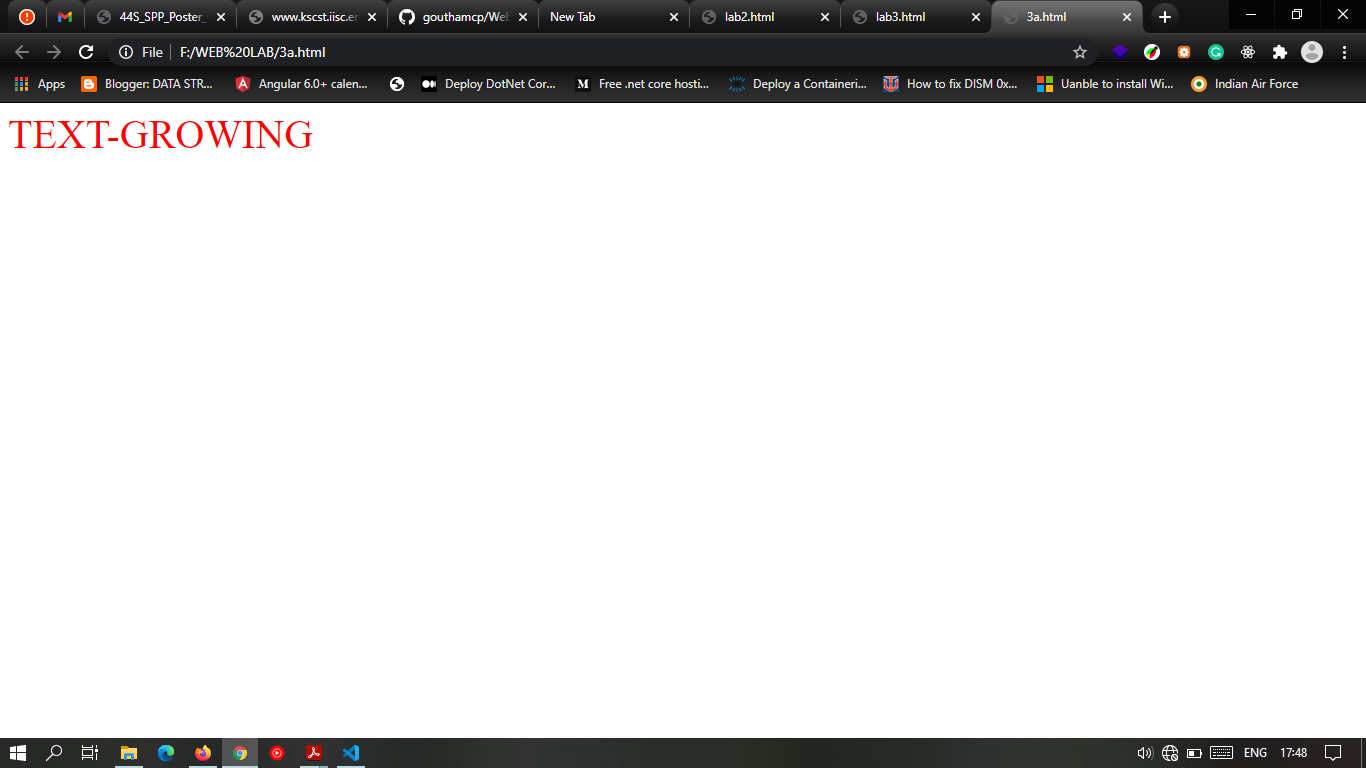 44S_SPP_Poster_ www.kscst.iisc.er gouthamcp/Web New Tab lab2.html lab3.html 3a.html
File F:/WEB%20LAB/3a.html
Apps Blogger: DATA STR... Angular 6.0+ calen... Deploy DotNet Cor... Free .net core hosti... Deploy a Containeri... How to fix DISM 0x... Uanble to install Wi... Indian Air Force
TEXT-GROWING
ENG 17:48